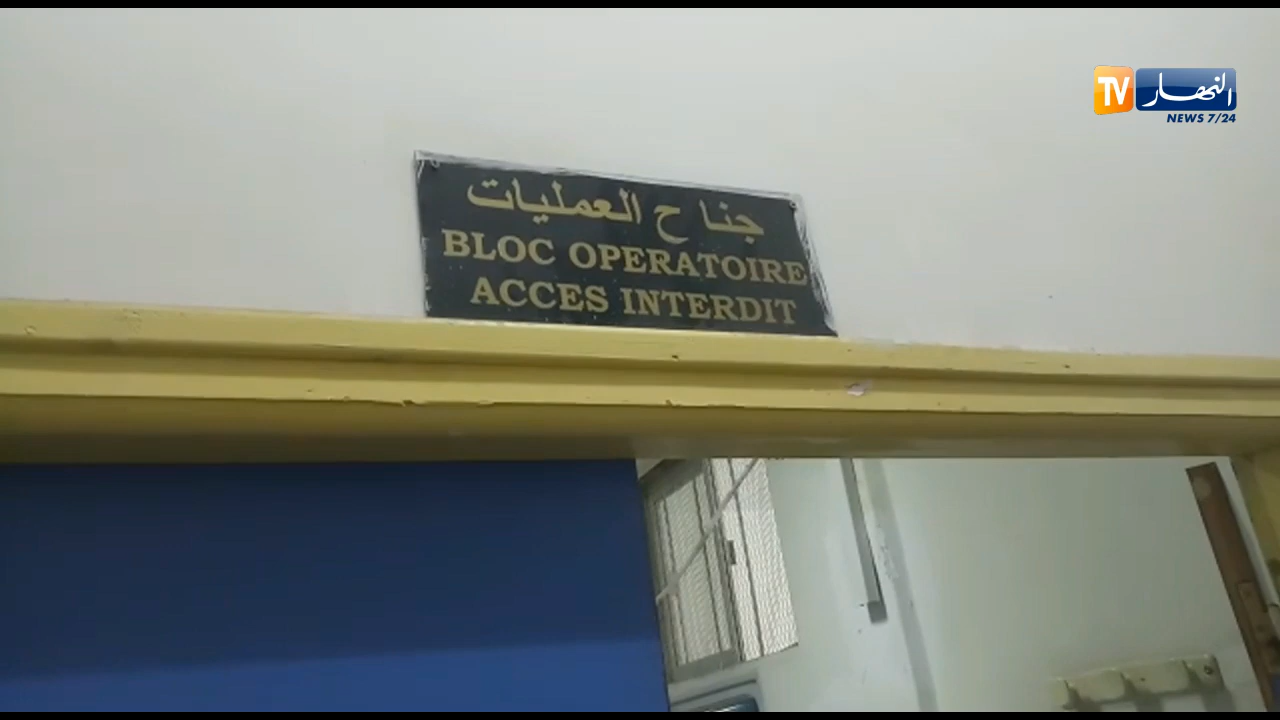 TV النهار
NEWS 7/24
جناح العمليات
BLOC OPERATOIRE
ACCES INTERDIT